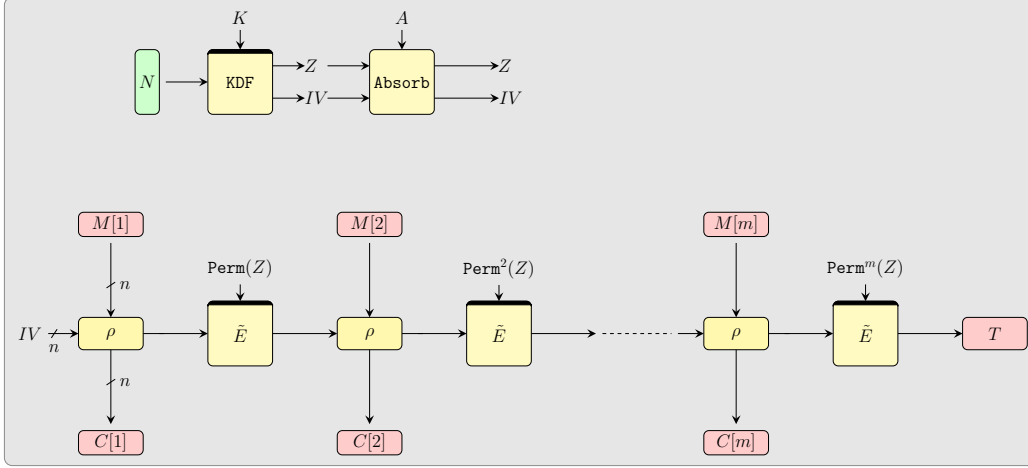 K A
N KDF Z Absorb Z
IV IV
M[1] M[2] M[m]
Perm(Z) Perm²(Z) Permᵐ(Z)
n
IV n ρ Ẽ ρ Ẽ ρ Ẽ T
n
C[1] C[2] C[m]